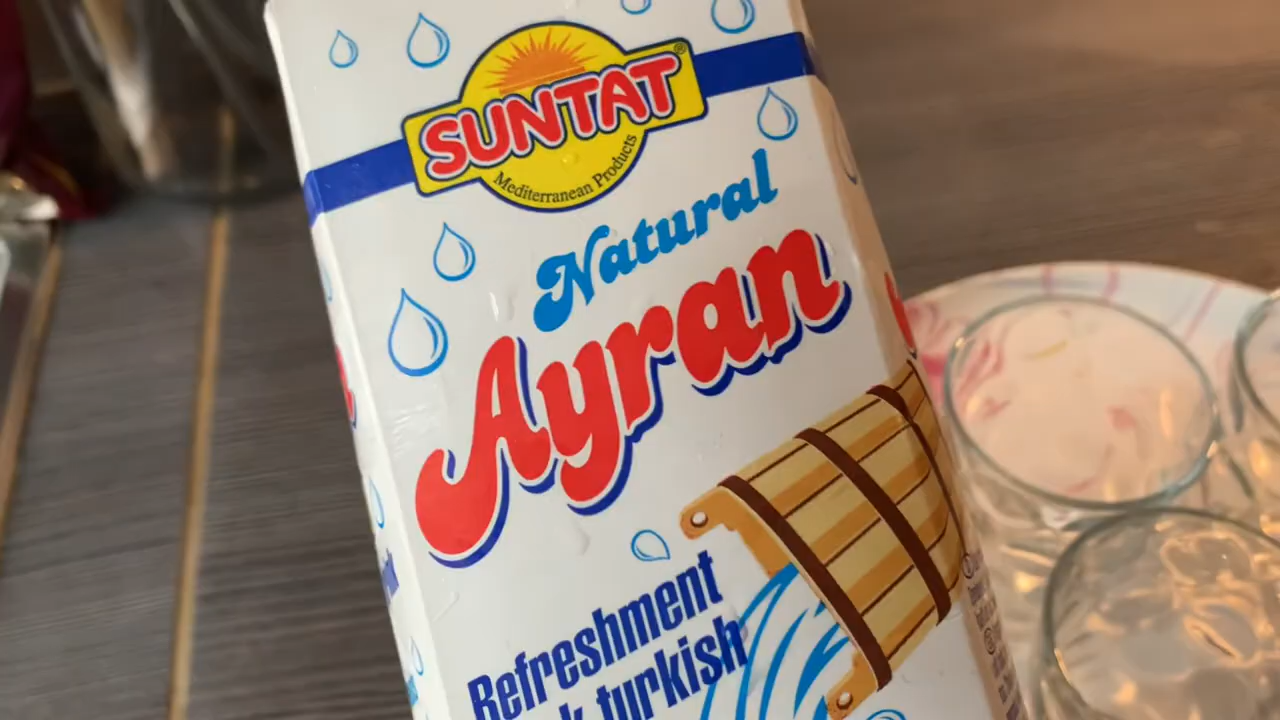 SUNTAT®
Mediterranean Products
Natural
Ayran
Refreshment
turkish